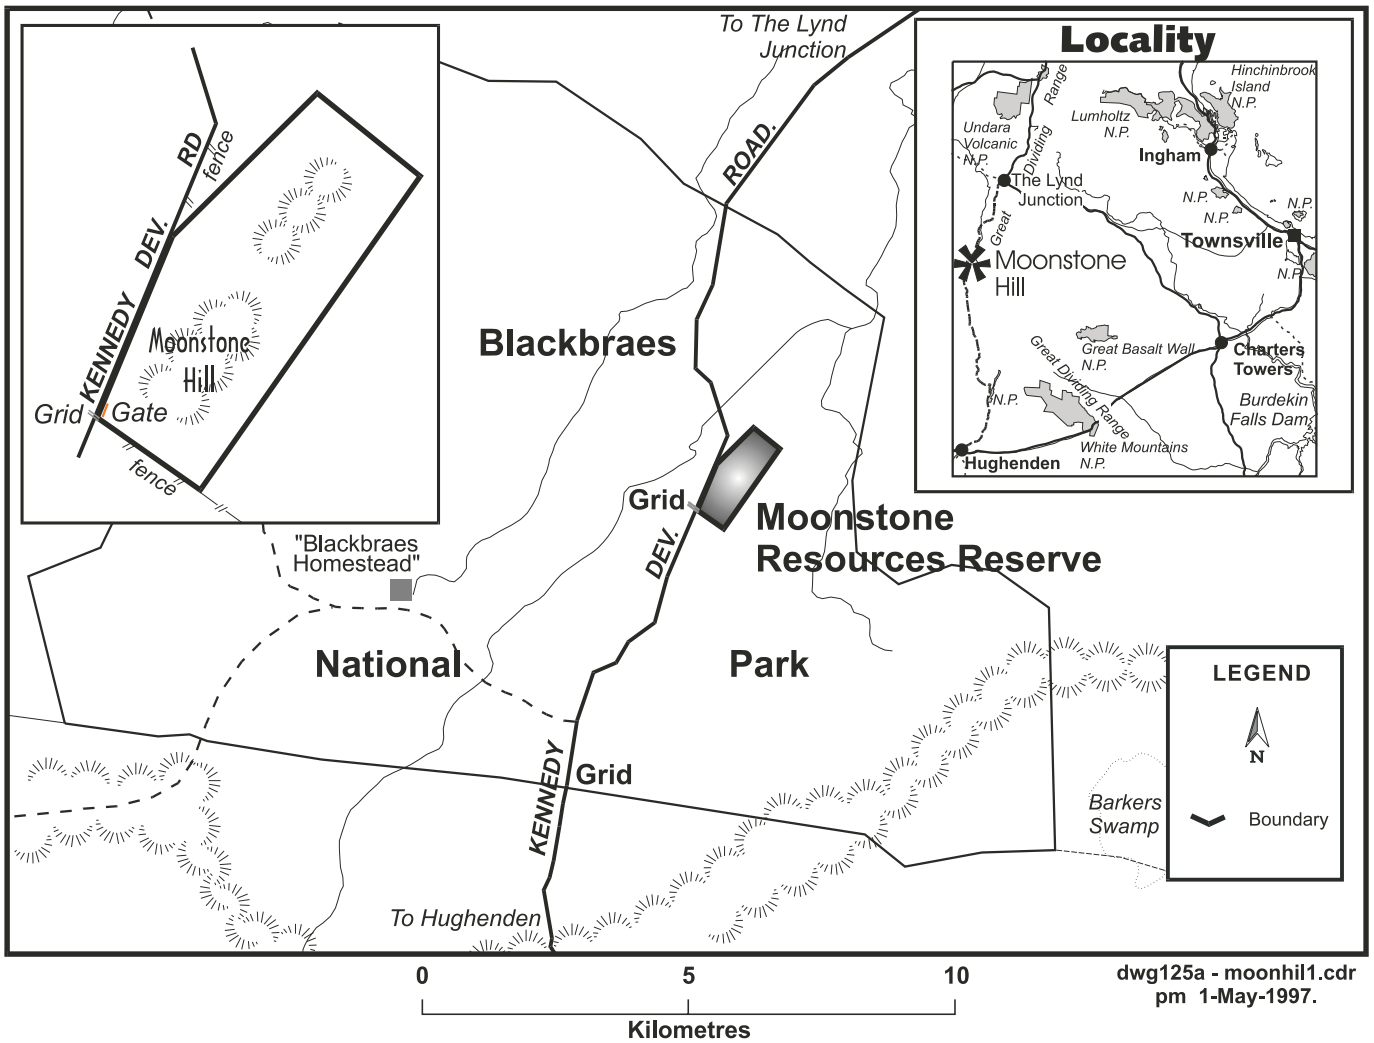 To The Lynd
Junction
ROAD.
RD
fence
DEV.
KENNEDY
Moonstone
Hill
Grid
Gate
fence
Locality
Hinchinbrook
Island
N.P.
Range
Lumholtz
N.P.
Undara
Volcanic
N.P.
Dividing
Ingham
The Lynd
Junction
N.P.
N.P.
N.P.
Great
Townsville
Moonstone
Hill
N.P.
Great Basalt Wall
N.P.
Charters
Towers
Great Dividing Range
N.P.
Burdekin
Falls Dam
White Mountains
N.P.
Hughenden
Blackbraes
Grid
Moonstone
Resources Reserve
DEV.
"Blackbraes
Homestead"
National
Park
KENNEDY
Grid
To Hughenden
Barkers
Swamp
LEGEND
N
Boundary
0
5
10
Kilometres
dwg125a - moonhil1.cdr
pm 1-May-1997.